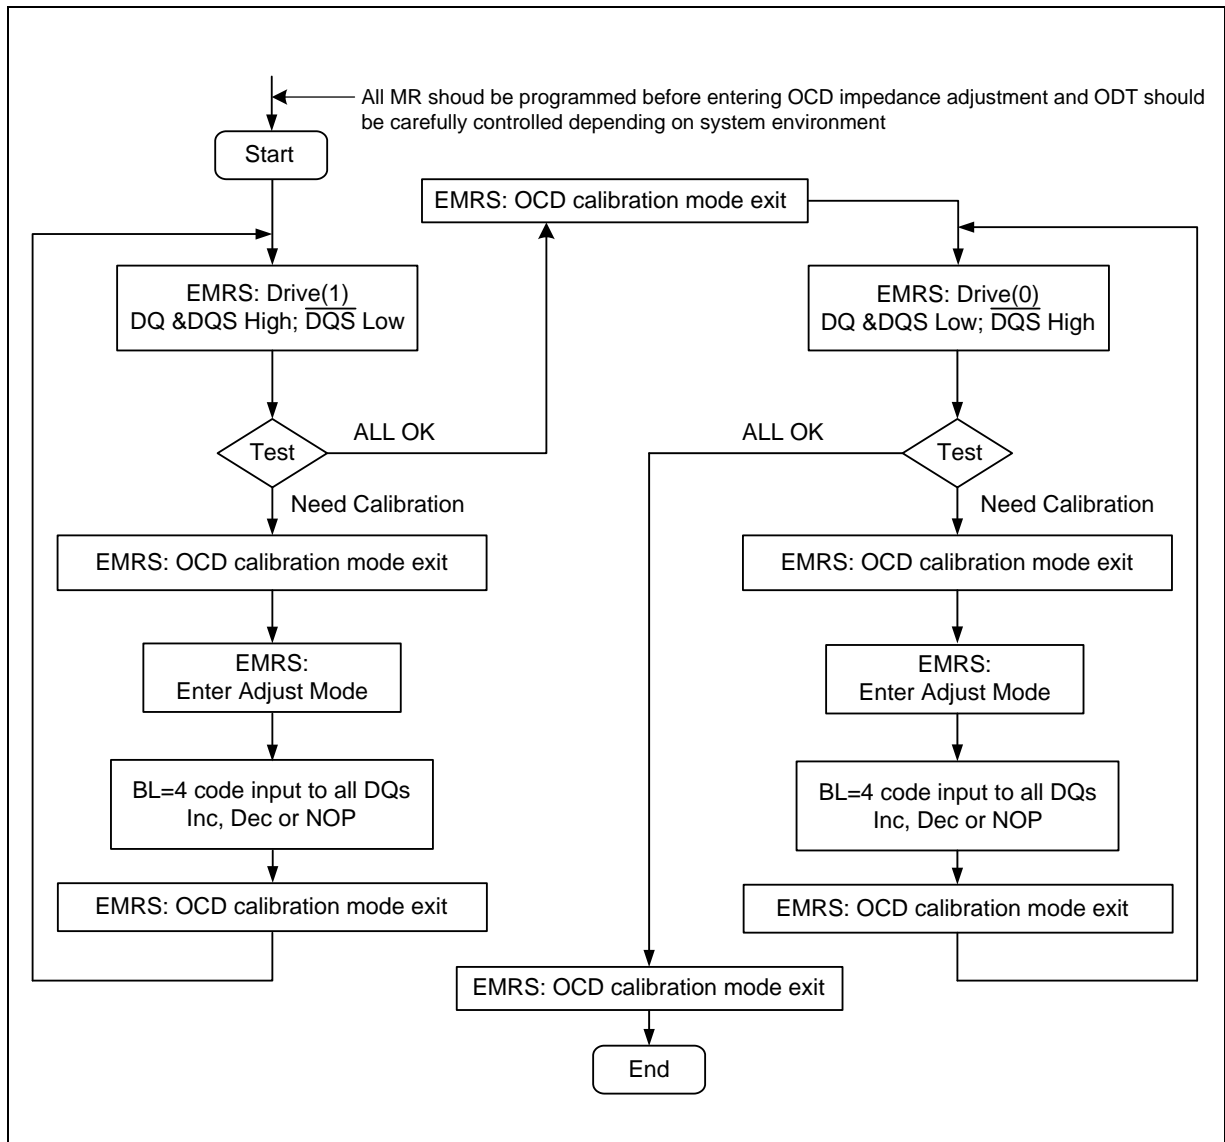 All MR shoud be programmed before entering OCD impedance adjustment and ODT should
be carefully controlled depending on system environment
Start
EMRS: OCD calibration mode exit
EMRS: Drive(1)
DQ &DQS High; D̅Q̅S̅ Low
Test
ALL OK
Need Calibration
EMRS: OCD calibration mode exit
EMRS:
Enter Adjust Mode
BL=4 code input to all DQs
Inc, Dec or NOP
EMRS: OCD calibration mode exit
EMRS: Drive(0)
DQ &DQS Low; D̅Q̅S̅ High
ALL OK
Test
Need Calibration
EMRS: OCD calibration mode exit
EMRS:
Enter Adjust Mode
BL=4 code input to all DQs
Inc, Dec or NOP
EMRS: OCD calibration mode exit
EMRS: OCD calibration mode exit
End